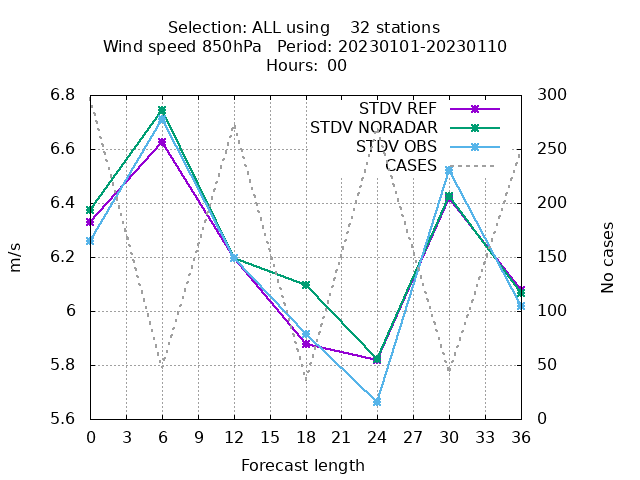 Selection: ALL using    32 stations
Wind speed 850hPa   Period: 20230101-20230110
Hours: 00
STDV REF
STDV NORADAR
STDV OBS
CASES
6.8
6.6
6.4
6.2
6
5.8
5.6
m/s
300
250
200
150
100
50
0
No cases
0 3 6 9 12 15 18 21 24 27 30 33 36
Forecast length